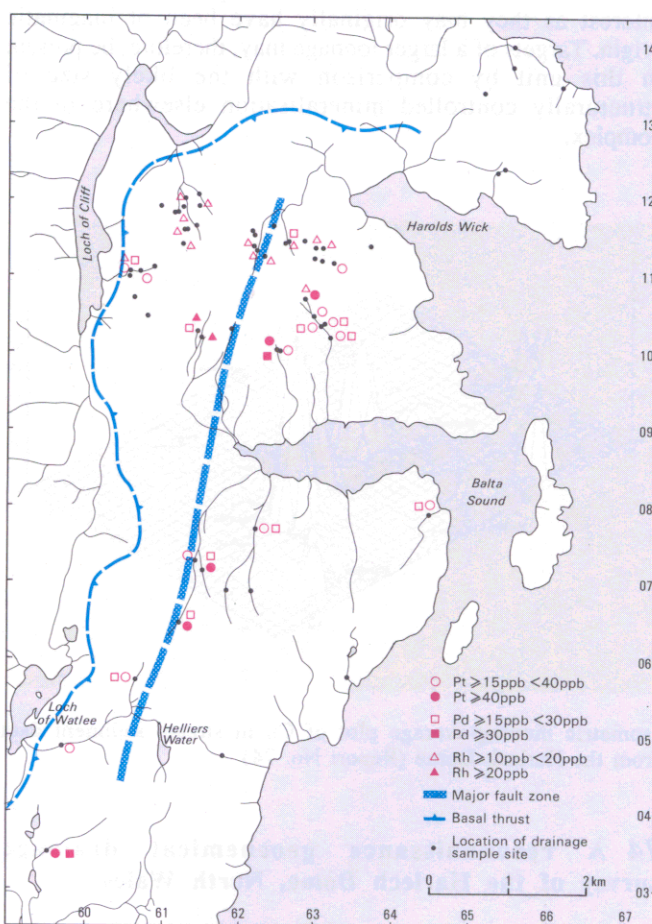 14
13
12
11
10
09
08
07
06
05
04
03
Loch of Cliff
Harolds Wick
Balta
Sound
Loch
of Watlee
Helliers
Water
○ Pt ⩾15ppb <40ppb
● Pt ⩾40ppb
□ Pd ⩾15ppb <30ppb
■ Pd ⩾30ppb
△ Rh ⩾10ppb <20ppb
▲ Rh ⩾20ppb
Major fault zone
Basal thrust
Location of drainage
sample site
0 2km
60 61 62 63 64 65 66 67